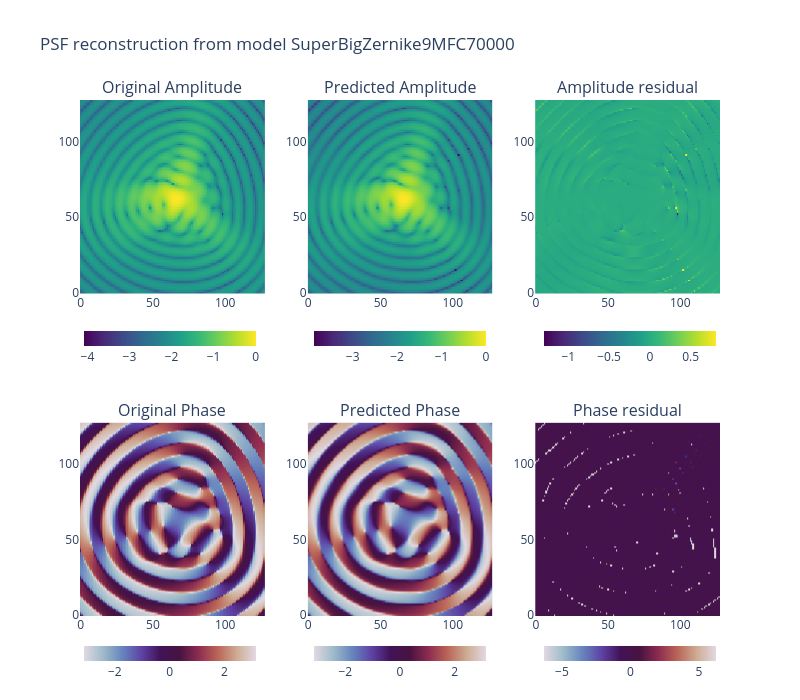 PSF reconstruction from model SuperBigZernike9MFC70000
Original Amplitude
Predicted Amplitude
Amplitude residual
100
50
0
0 50 100
100
50
0
0 50 100
100
50
0
0 50 100
−4 −3 −2 −1 0
−3 −2 −1 0
−1 −0.5 0 0.5
Original Phase
Predicted Phase
Phase residual
100
50
0
0 50 100
100
50
0
0 50 100
100
50
0
0 50 100
−2 0 2
−2 0 2
−5 0 5